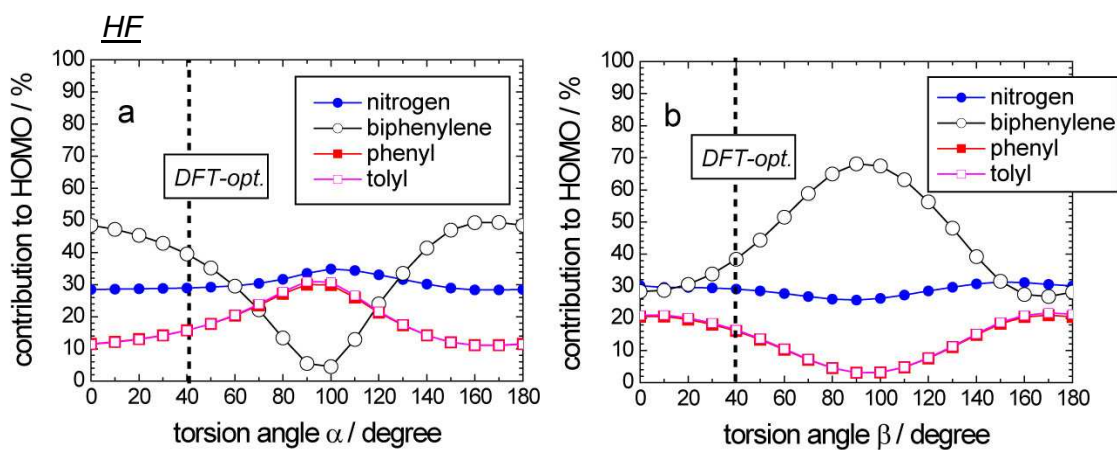 HF
contribution to HOMO / %
100
90
80
70
60
50
40
30
20
10
0
a
nitrogen
biphenylene
phenyl
tolyl
DFT-opt.
0 20 40 60 80 100 120 140 160 180
torsion angle α / degree
contribution to HOMO / %
100
90
80
70
60
50
40
30
20
10
0
b
nitrogen
biphenylene
phenyl
tolyl
DFT-opt.
0 20 40 60 80 100 120 140 160 180
torsion angle β / degree